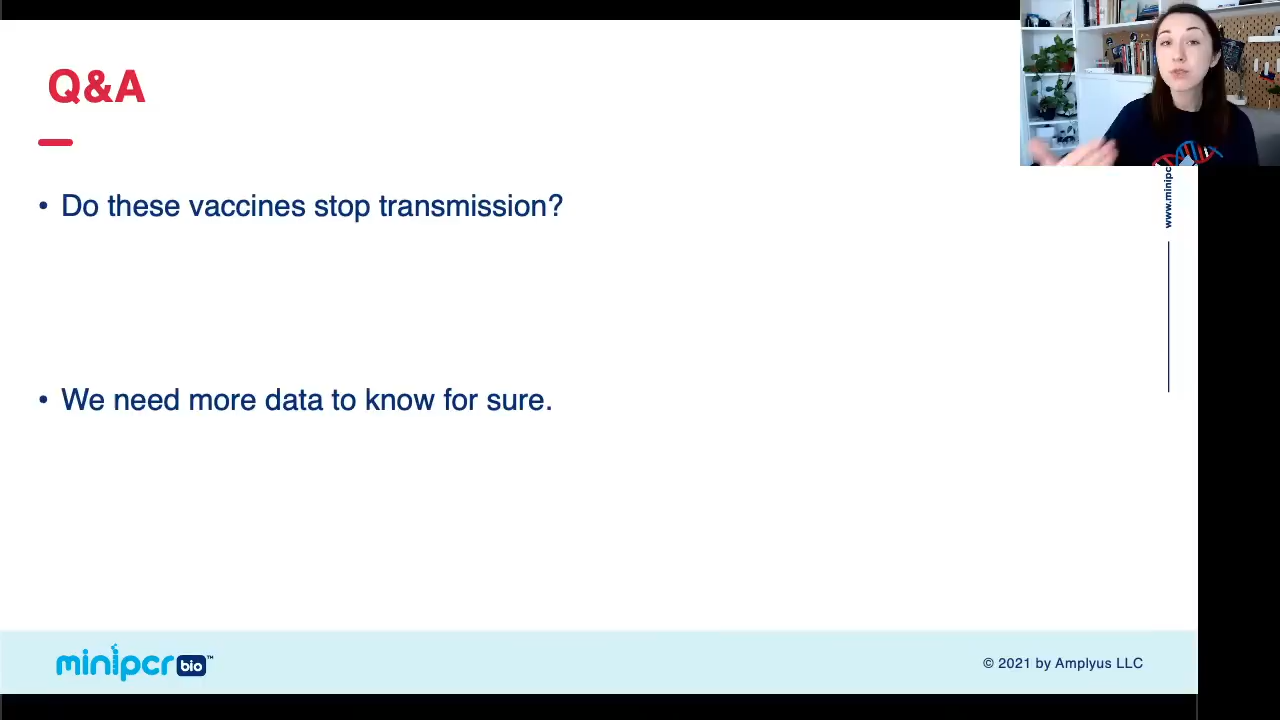 Q&A
• Do these vaccines stop transmission?
• We need more data to know for sure.
www.minipc
minipcr bio™
© 2021 by Amplyus LLC